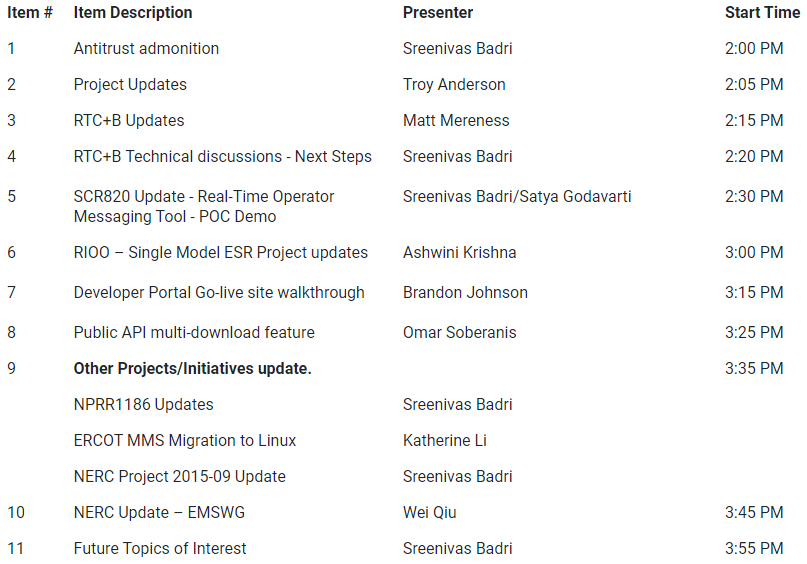 Item # Item Description Presenter Start Time
1 Antitrust admonition Sreenivas Badri 2:00 PM
2 Project Updates Troy Anderson 2:05 PM
3 RTC+B Updates Matt Mereness 2:15 PM
4 RTC+B Technical discussions - Next Steps Sreenivas Badri 2:20 PM
5 SCR820 Update - Real-Time Operator Sreenivas Badri/Satya Godavarti 2:30 PM
Messaging Tool - POC Demo
6 RIOO – Single Model ESR Project updates Ashwini Krishna 3:00 PM
7 Developer Portal Go-live site walkthrough Brandon Johnson 3:15 PM
8 Public API multi-download feature Omar Soberanis 3:25 PM
9 Other Projects/Initiatives update. 3:35 PM
NPRR1186 Updates Sreenivas Badri
ERCOT MMS Migration to Linux Katherine Li
NERC Project 2015-09 Update Sreenivas Badri
10 NERC Update – EMSWG Wei Qiu 3:45 PM
11 Future Topics of Interest Sreenivas Badri 3:55 PM